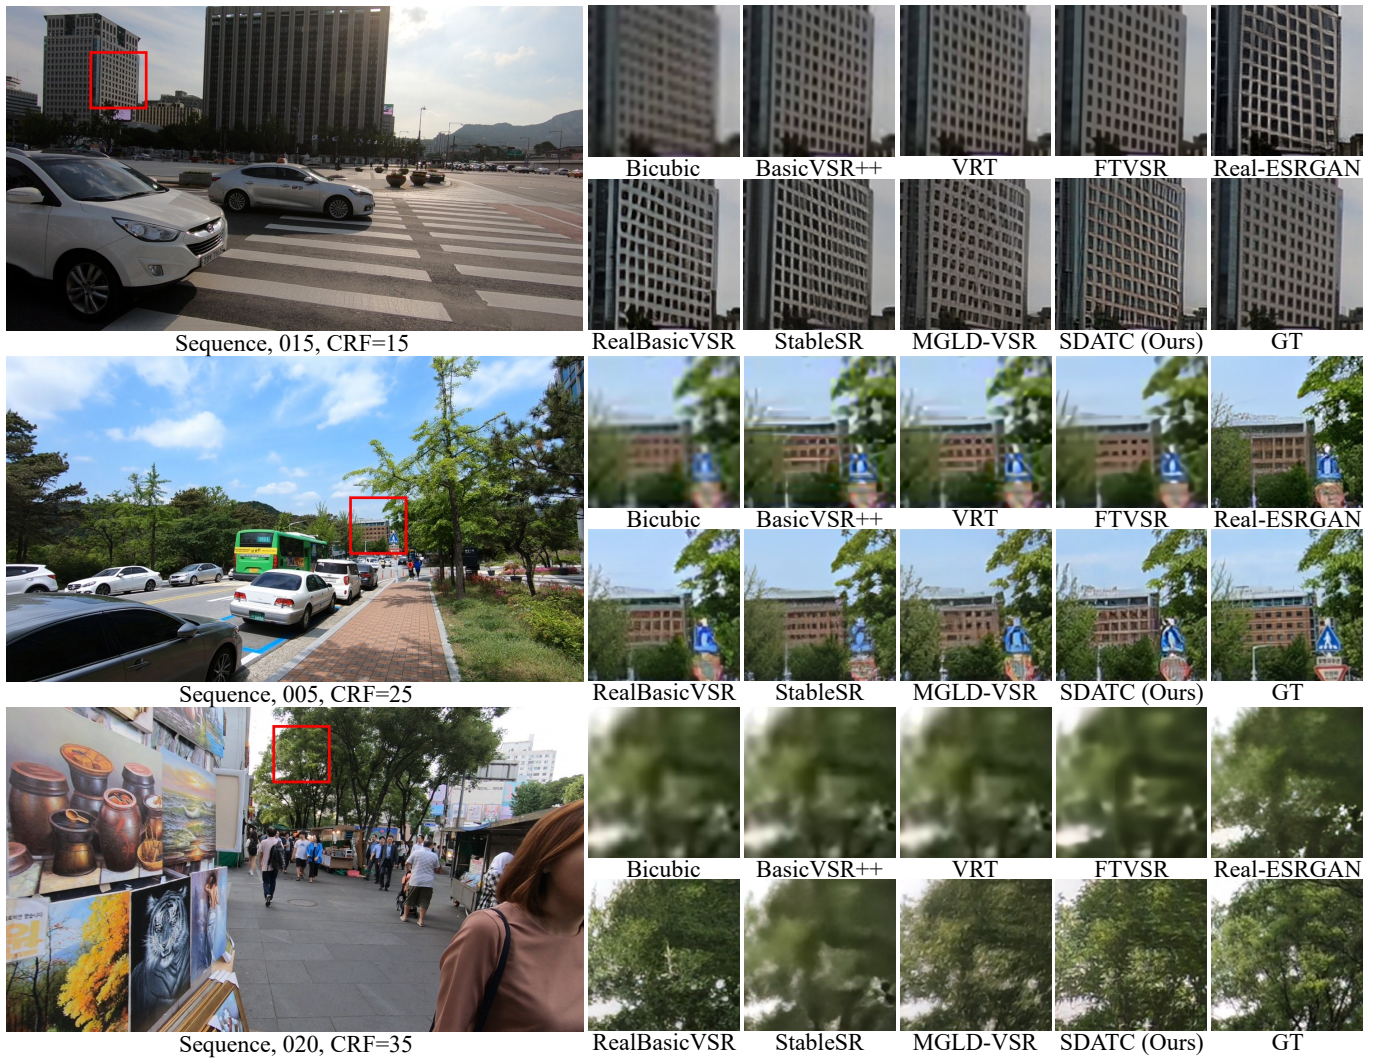 Bicubic BasicVSR++ VRT FTVSR Real-ESRGAN
RealBasicVSR StableSR MGLD-VSR SDATC (Ours) GT
Sequence, 015, CRF=15
Bicubic BasicVSR++ VRT FTVSR Real-ESRGAN
RealBasicVSR StableSR MGLD-VSR SDATC (Ours) GT
Sequence, 005, CRF=25
Bicubic BasicVSR++ VRT FTVSR Real-ESRGAN
워
RealBasicVSR StableSR MGLD-VSR SDATC (Ours) GT
Sequence, 020, CRF=35